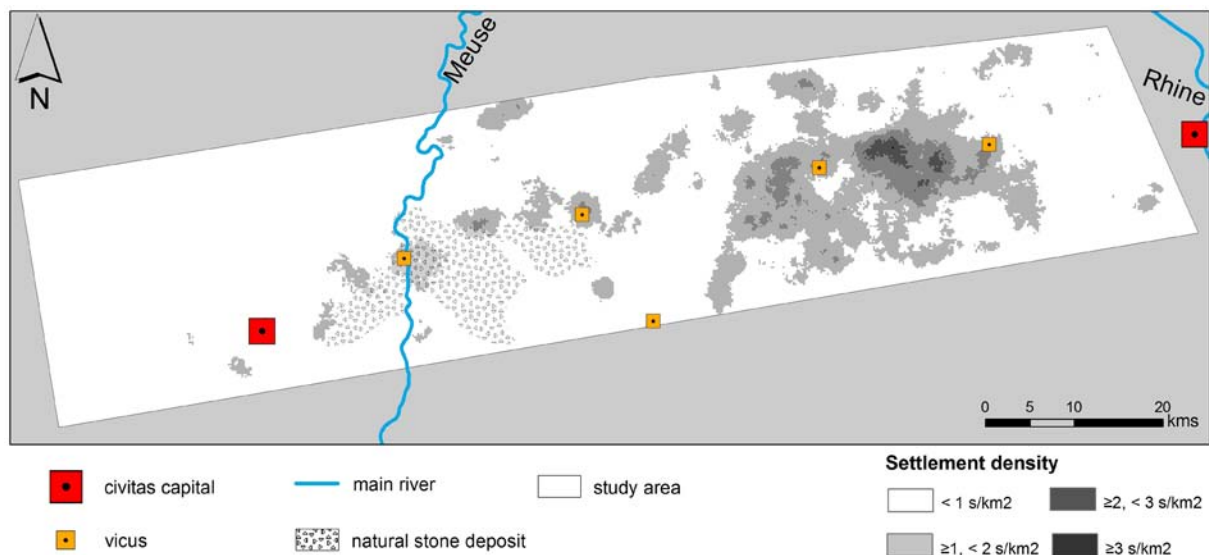 Meuse
Rhine
N
0 5 10 20
kms
civitas capital
main river
study area
vicus
natural stone deposit
Settlement density
< 1 s/km2
≥2, < 3 s/km2
≥1, < 2 s/km2
≥3 s/km2